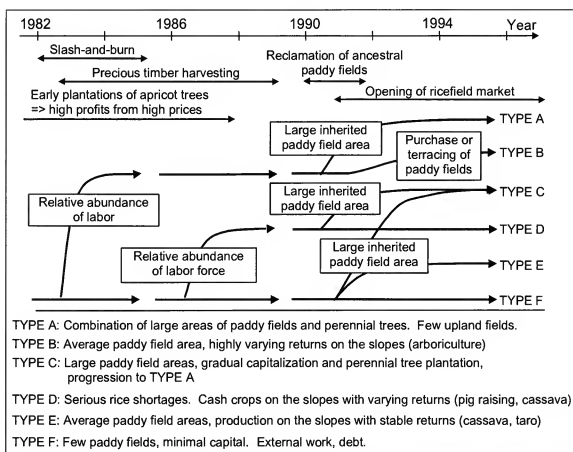 1982 1986 1990 1994 Year
Slash-and-burn
Reclamation of ancestral
paddy fields
Precious timber harvesting
Early plantations of apricot trees
=> high profits from high prices
Opening of ricefield market
TYPE A
Large inherited
paddy field area
Purchase or
terracing of
paddy fields
TYPE B
Relative abundance
of labor
Large inherited
paddy field area
TYPE C
TYPE D
Relative abundance
of labor force
Large inherited
paddy field area
TYPE E
TYPE F
TYPE A: Combination of large areas of paddy fields and perennial trees. Few upland fields.
TYPE B: Average paddy field area, highly varying returns on the slopes (arboriculture)
TYPE C: Large paddy field areas, gradual capitalization and perennial tree plantation,
progression to TYPE A
TYPE D: Serious rice shortages. Cash crops on the slopes with varying returns (pig raising, cassava)
TYPE E: Average paddy field areas, production on the slopes with stable returns (cassava, taro)
TYPE F: Few paddy fields, minimal capital. External work, debt.